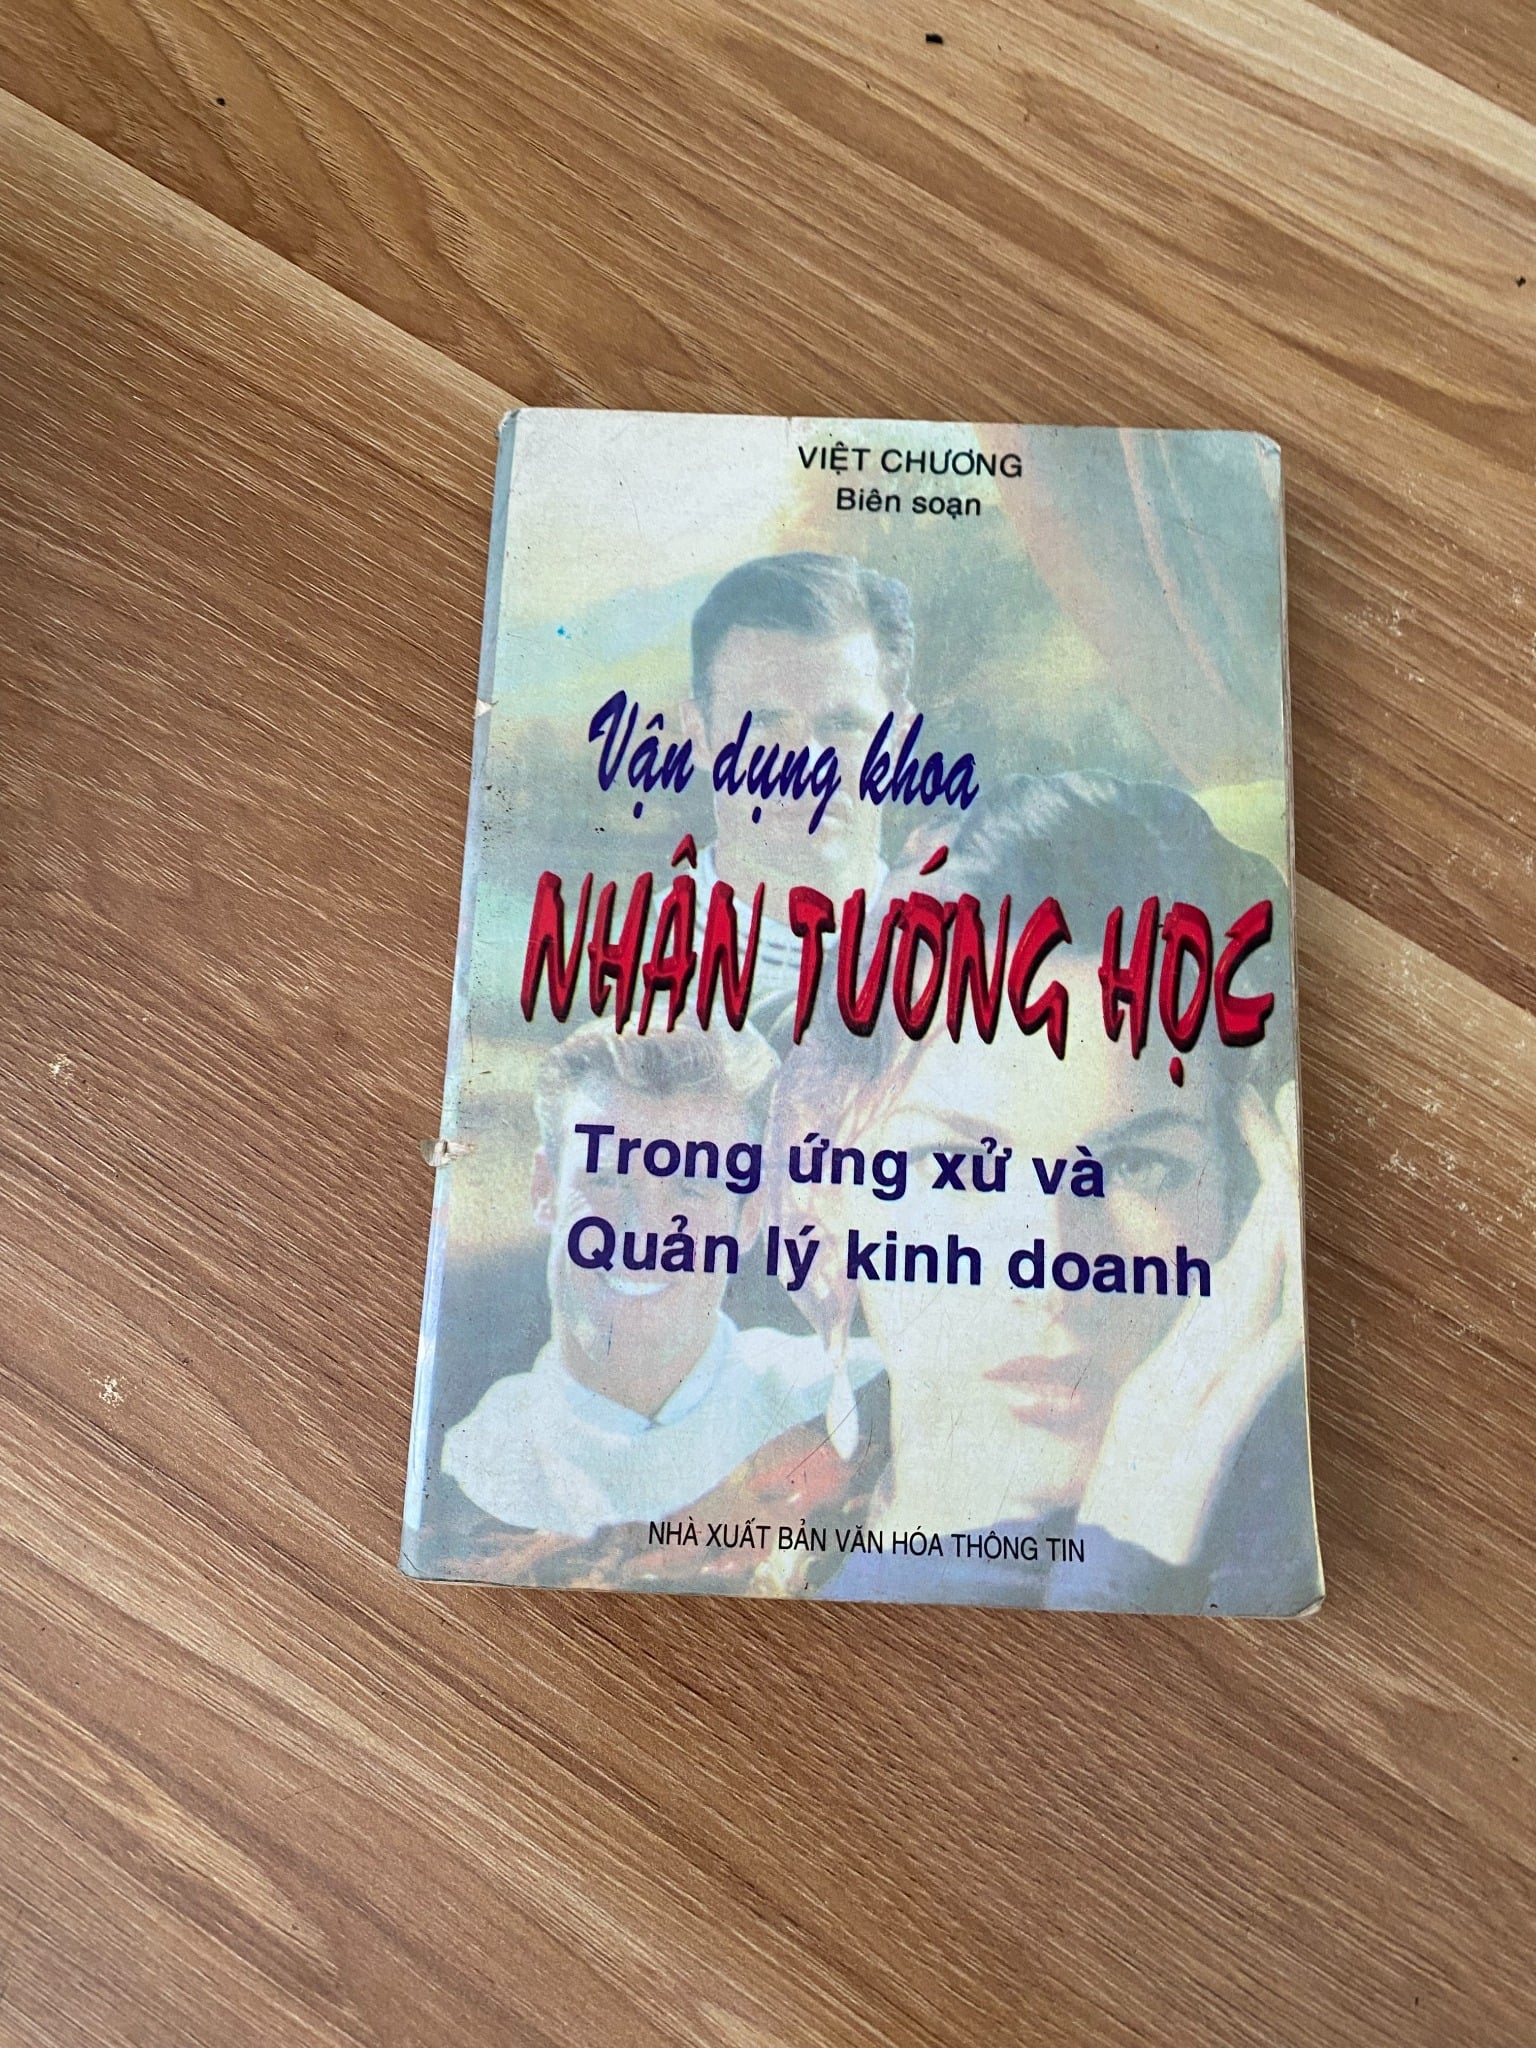 VIỆT CHƯƠNG
Biên soạn
Vận dụng khoa
NHÂN TƯỚNG HỌC
Trong ứng xử và
Quản lý kinh doanh
NHÀ XUẤT BẢN VĂN HÓA THÔNG TIN